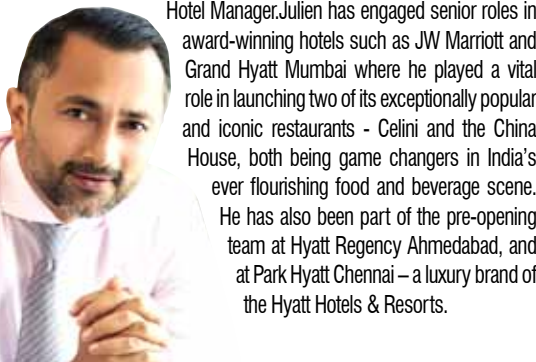 Hotel Manager.Julien has engaged senior roles in
award-winning hotels such as JW Marriott and
Grand Hyatt Mumbai where he played a vital
role in launching two of its exceptionally popular
and iconic restaurants - Celini and the China
House, both being game changers in India’s
ever flourishing food and beverage scene.
He has also been part of the pre-opening
team at Hyatt Regency Ahmedabad, and
at Park Hyatt Chennai – a luxury brand of
the Hyatt Hotels & Resorts.